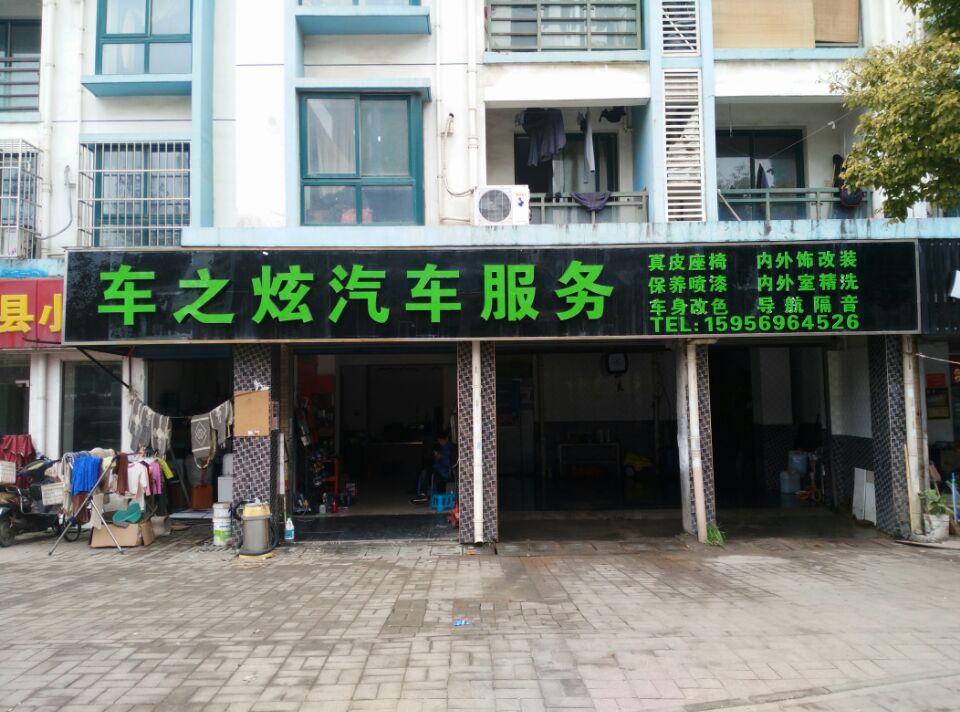 车之炫汽车服务
真皮座椅 内外饰改装
保养喷漆 内外室精洗
车身改色 导航隔音
TEL:15956964526
县小